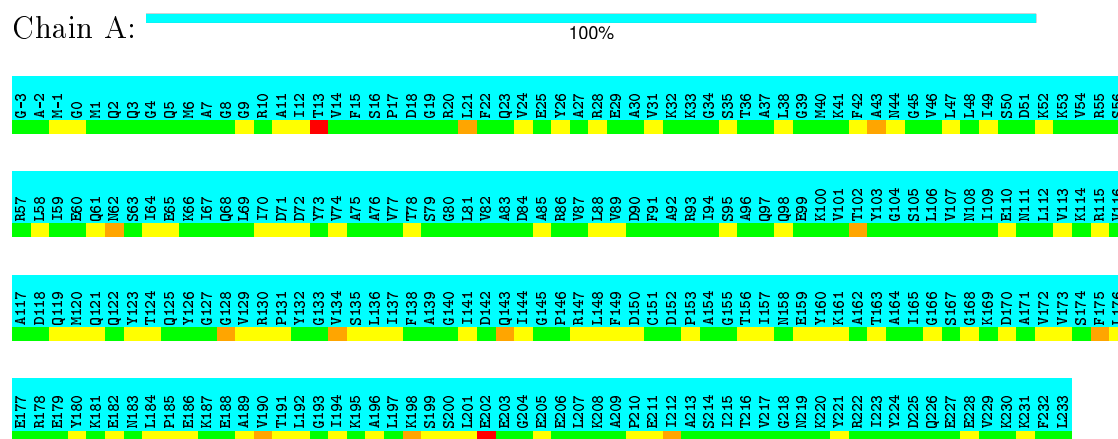 Chain A:
100%
G-3 A-2 M-1 G0 M1 Q2 Q3 G4 Q5 M6 A7 G8 G9 R10 A11 I12 T13 V14 F15 S16 P17 D18 G19 R20 L21 F22 Q23 V24 E25 Y26 A27 R28 E29 A30 V31 K32 K33 G34 S35 T36 A37 L38 G39 M40 K41 F42 A43 N44 G45 V46 L47 L48 I49 S50 D51 K52 K53 V54 R55 S56
R57 L58 I59 E60 Q61 N62 S63 I64 E65 K66 I67 Q68 L69 I70 D71 D72 Y73 V74 A75 A76 V77 T78 S79 G80 L81 V82 A83 D84 A85 R86 V87 L88 V89 D90 F91 A92 R93 I94 S95 A96 Q97 Q98 E99 K100 V101 T102 Y103 G104 S105 L106 V107 N108 I109 E110 N111 L112 V113 K114 R115 V116
A117 D118 Q119 M120 Q121 Q122 Y123 T124 Q125 Y126 G127 G128 V129 R130 P131 Y132 G133 V134 S135 L136 I137 F138 A139 G140 I141 D142 Q143 I144 G145 P146 R147 L148 F149 D150 C151 D152 P153 A154 G155 T156 I157 N158 E159 Y160 K161 A162 T163 A164 I165 G166 S167 G168 K169 D170 A171 V172 V173 S174 F175
E177 R178 E179 Y180 K181 E182 N183 L184 P185 E186 K187 E188 A189 V190 T191 L192 G193 I194 K195 A196 L197 K198 S199 S200 L201 E202 E203 G204 E205 E206 L207 K208 A209 P210 E211 I212 A213 S214 I215 T216 V217 G218 N219 K220 Y221 R222 I223 Y224 D225 Q226 E227 E228 V229 K230 K231 F232 L233